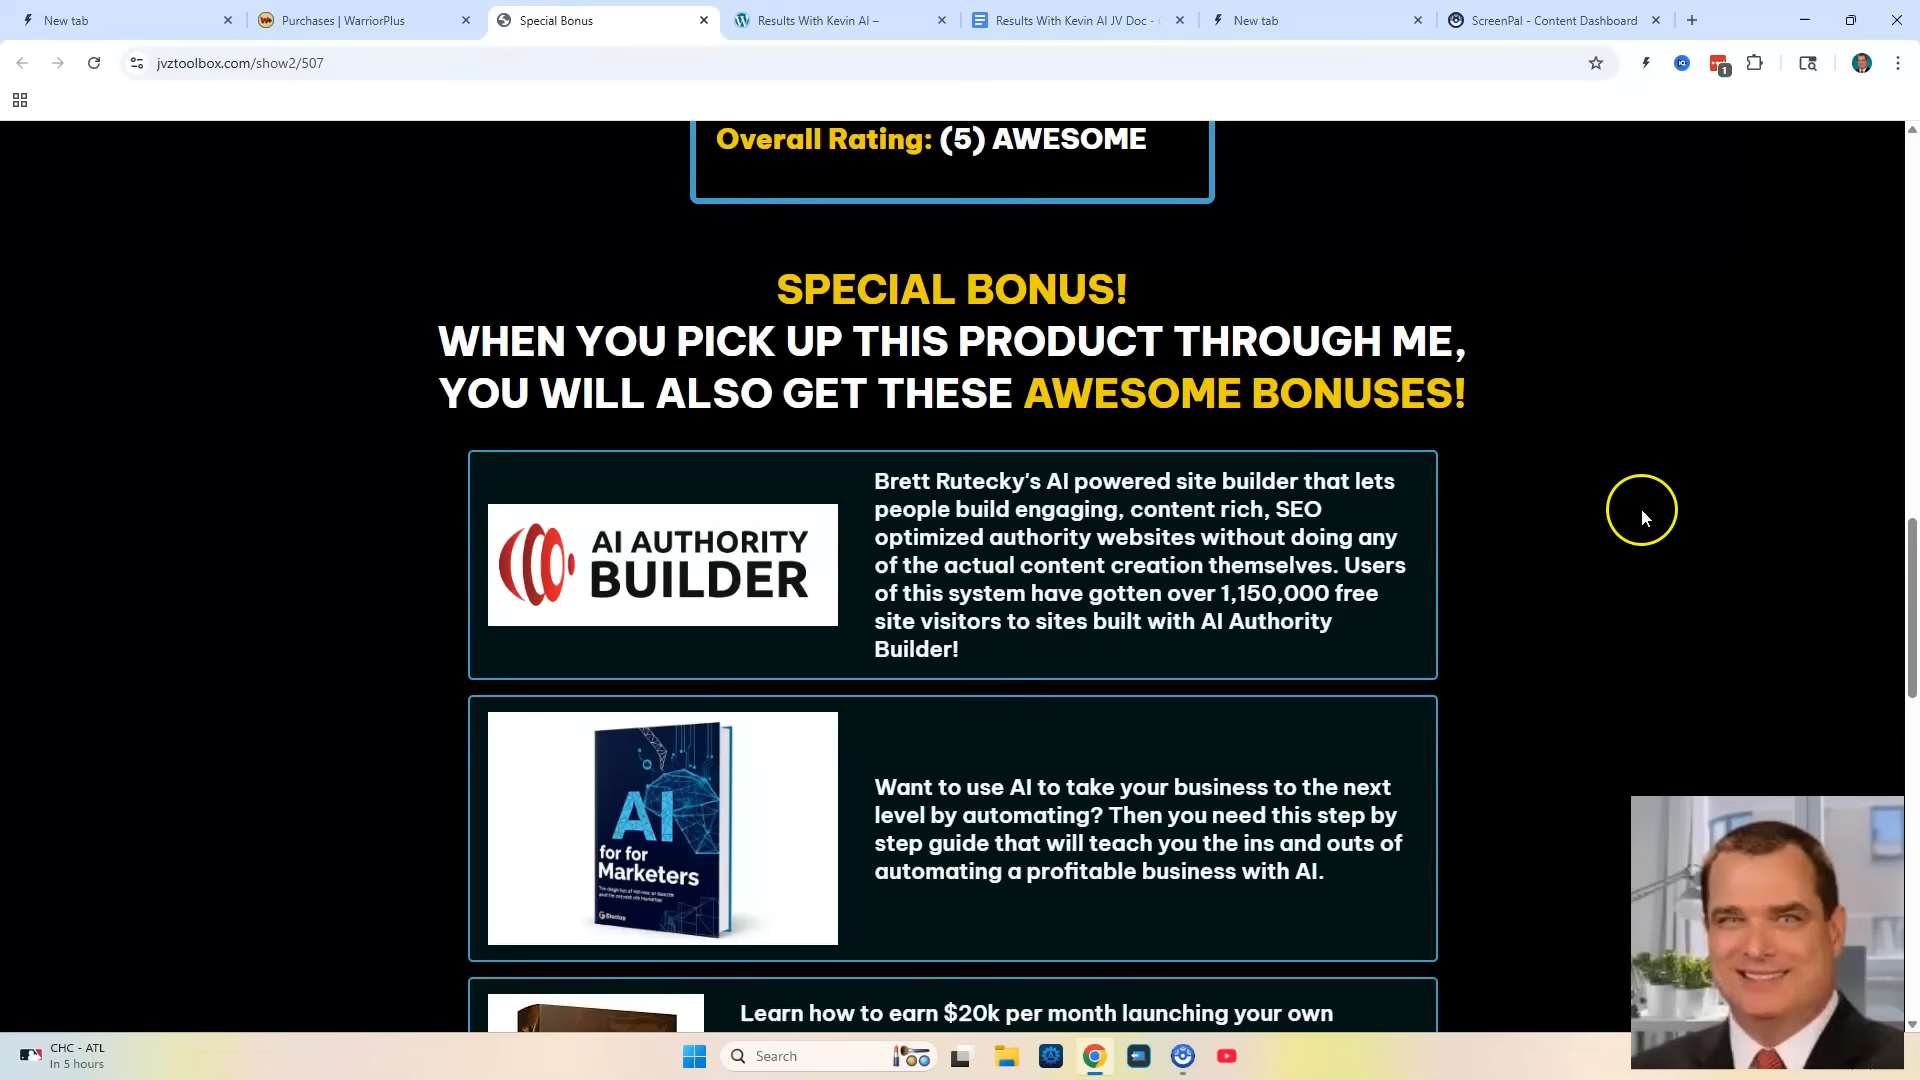 New tab
Purchases | WarriorPlus
Special Bonus
Results With Kevin AI –
Results With Kevin AI JV Doc -
New tab
ScreenPal - Content Dashboard
jvztoolbox.com/show2/507
1
Overall Rating: (5) AWESOME
SPECIAL BONUS!
WHEN YOU PICK UP THIS PRODUCT THROUGH ME,
YOU WILL ALSO GET THESE AWESOME BONUSES!
AI AUTHORITY
BUILDER
Brett Rutecky's AI powered site builder that lets
people build engaging, content rich, SEO
optimized authority websites without doing any
of the actual content creation themselves. Users
of this system have gotten over 1,150,000 free
site visitors to sites built with AI Authority
Builder!
AI
for for
Marketers
Want to use AI to take your business to the next
level by automating? Then you need this step by
step guide that will teach you the ins and outs of
automating a profitable business with AI.
Learn how to earn $20k per month launching your own
CHC - ATL
In 5 hours
Search